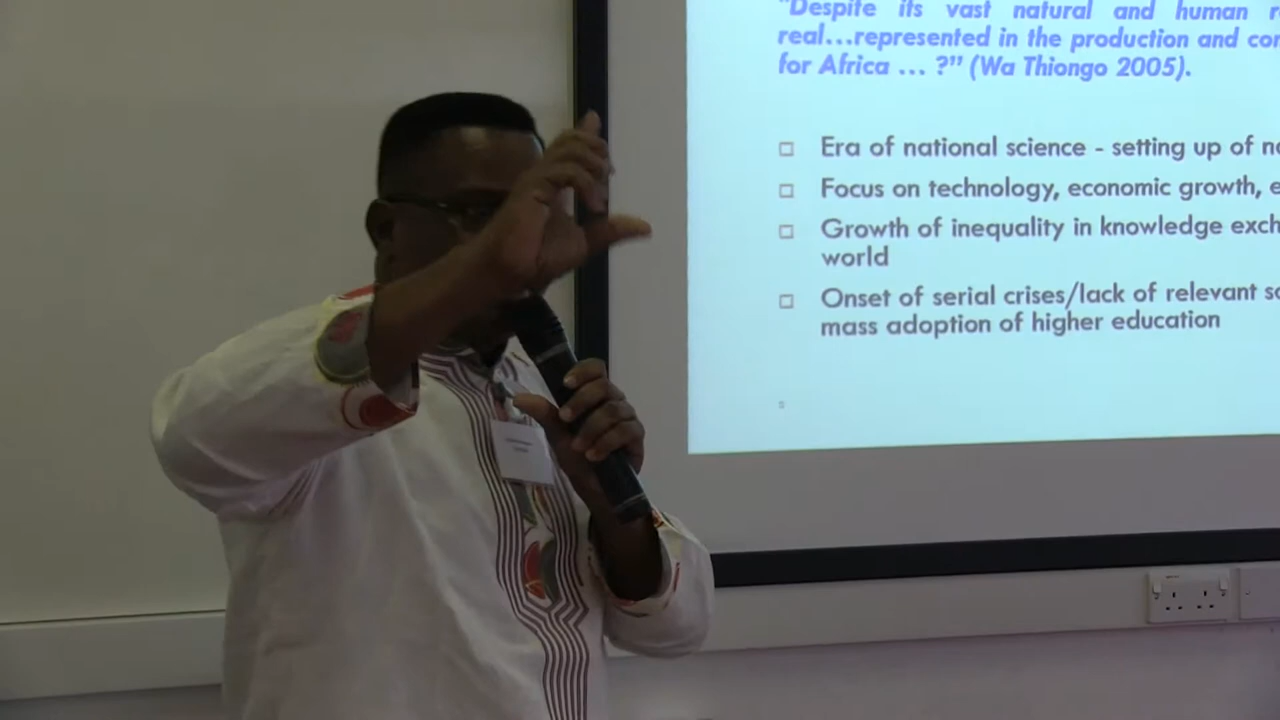 "Despite its vast natural and human
real...represented in the production and
for Africa ... ?" (Wa Thiongo 2005).
Era of national science - setting up of
Focus on technology, economic growth,
Growth of inequality in knowledge
world
Onset of serial crises/lack of relevant
mass adoption of higher education